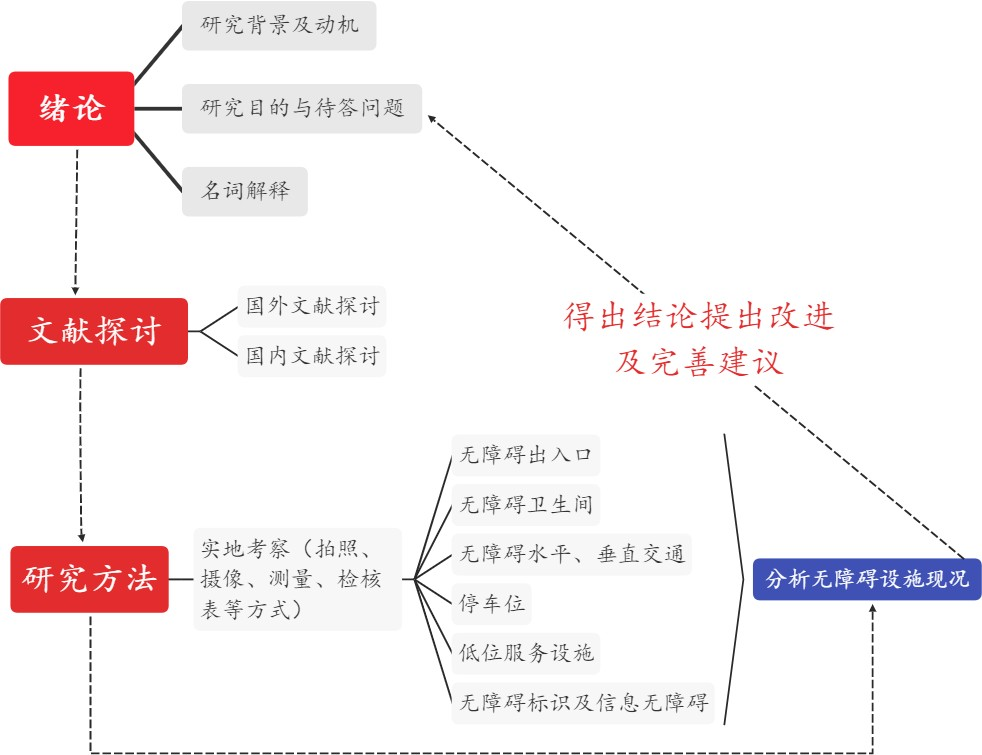 研究背景及动机
绪论
研究目的与待答问题
名词解释
文献探讨
国外文献探讨
国内文献探讨
得出结论提出改进
及完善建议
研究方法
实地考察（拍照、
摄像、测量、检核
表等方式）
无障碍出入口
无障碍卫生间
无障碍水平、垂直交通
停车位
低位服务设施
无障碍标识及信息无障碍
分析无障碍设施现况